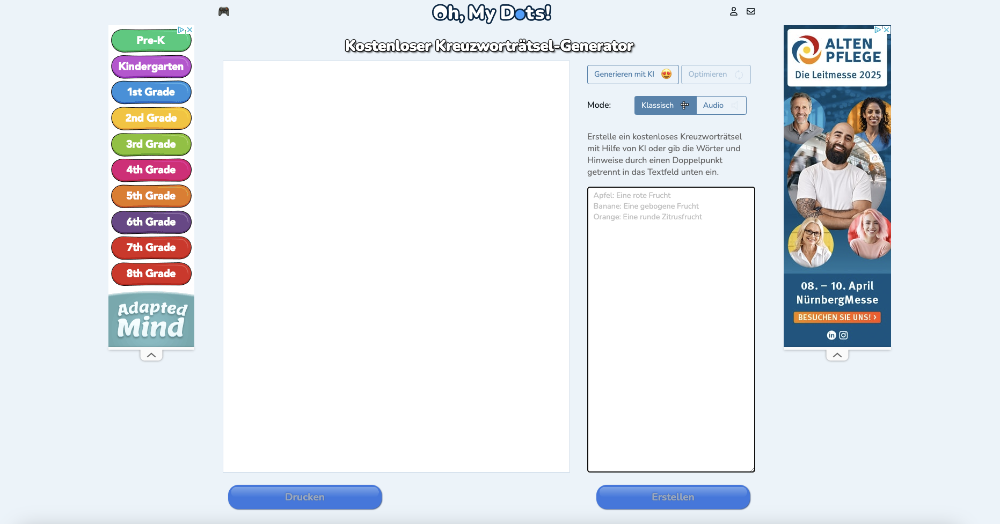 Oh, My Dots!
Kostenloser Kreuzworträtsel-Generator
Pre-K
Kindergarten
1st Grade
2nd Grade
3rd Grade
4th Grade
5th Grade
6th Grade
7th Grade
8th Grade
Adapted
Mind
Generieren mit KI
Optimieren
Mode:
Klassisch
Audio
Erstelle ein kostenloses Kreuzworträtsel
mit Hilfe von KI oder gib die Wörter und
Hinweise durch einen Doppelpunkt
getrennt in das Textfeld unten ein.
Apfel: Eine rote Frucht
Banane: Eine gebogene Frucht
Orange: Eine runde Zitrusfrucht
Drucken
Erstellen
ALTEN
PFLEGE
Die Leitmesse 2025
08. – 10. April
NürnbergMesse
BESUCHEN SIE UNS! ›
in